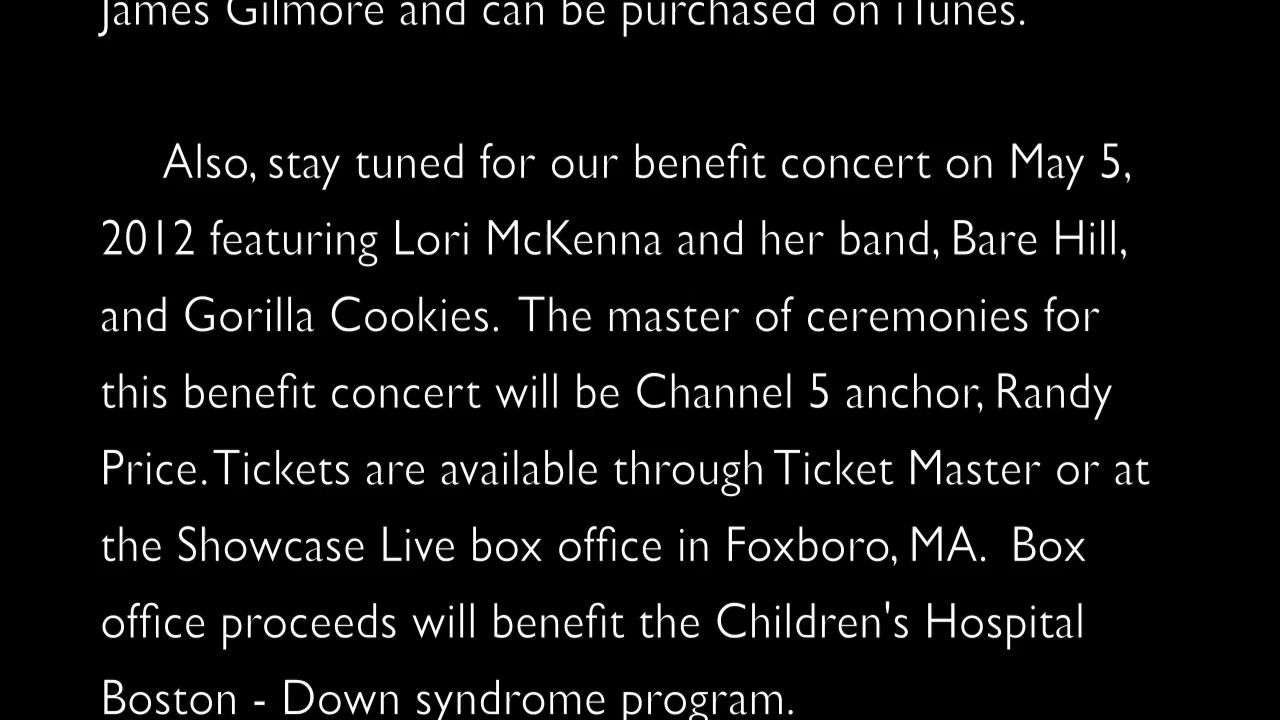 James Gilmore and can be purchased on iTunes.
Also, stay tuned for our benefit concert on May 5,
2012 featuring Lori McKenna and her band, Bare Hill,
and Gorilla Cookies.  The master of ceremonies for
this benefit concert will be Channel 5 anchor, Randy
Price. Tickets are available through Ticket Master or at
the Showcase Live box office in Foxboro, MA.  Box
office proceeds will benefit the Children's Hospital
Boston - Down syndrome program.